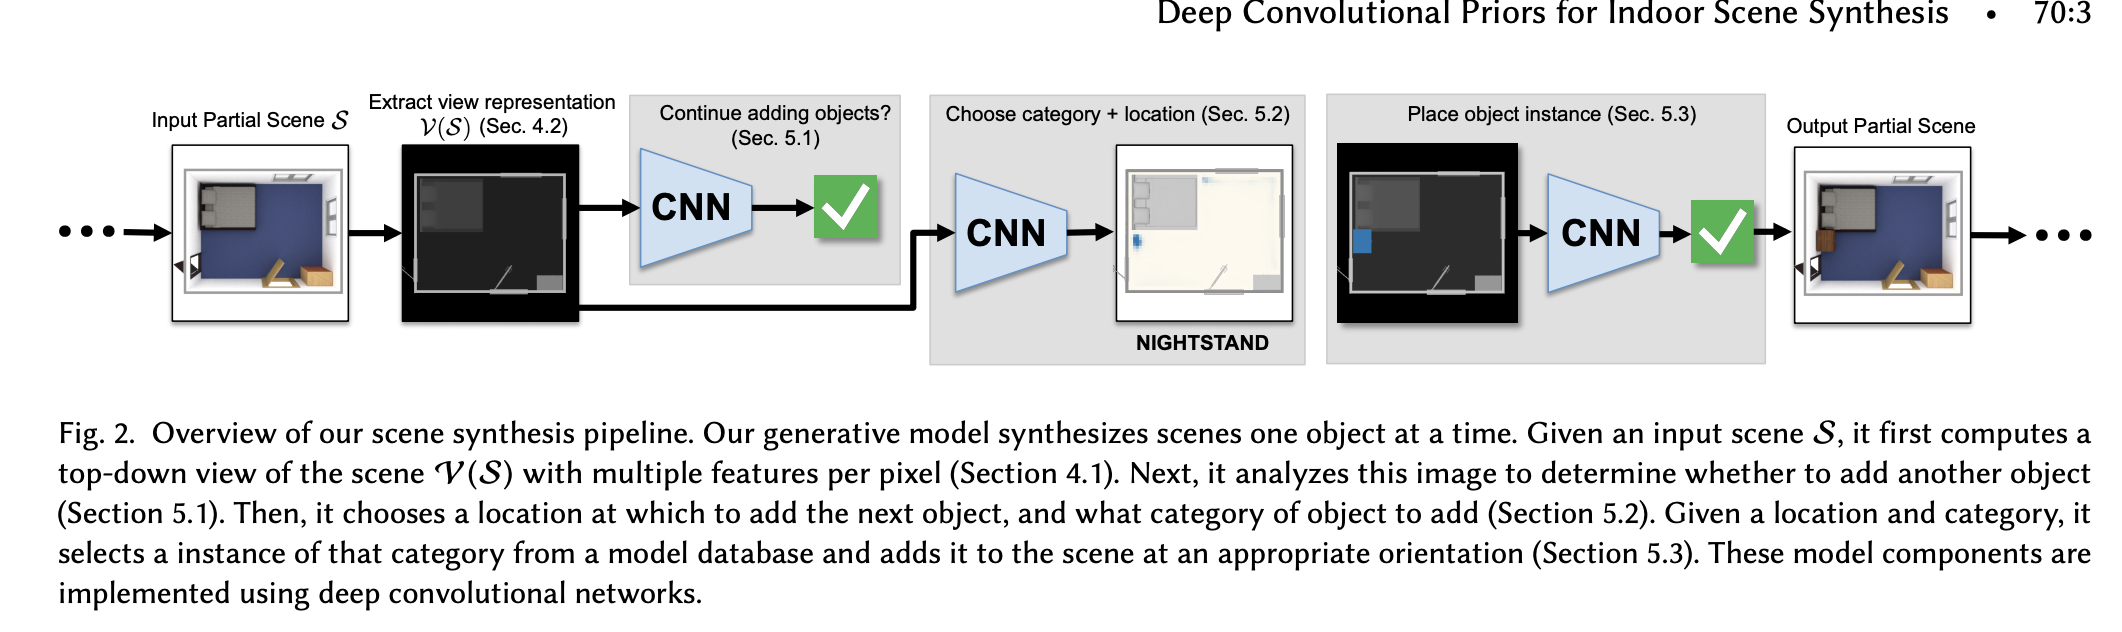 Deep Convolutional Priors for Indoor Scene Synthesis • 70:3
Input Partial Scene 𝒮
Extract view representation
𝒱(𝒮) (Sec. 4.2)
Continue adding objects?
(Sec. 5.1)
CNN
Choose category + location (Sec. 5.2)
CNN
NIGHTSTAND
Place object instance (Sec. 5.3)
CNN
Output Partial Scene
Fig. 2. Overview of our scene synthesis pipeline. Our generative model synthesizes scenes one object at a time. Given an input scene 𝒮, it first computes a
top-down view of the scene 𝒱(𝒮) with multiple features per pixel (Section 4.1). Next, it analyzes this image to determine whether to add another object
(Section 5.1). Then, it chooses a location at which to add the next object, and what category of object to add (Section 5.2). Given a location and category, it
selects a instance of that category from a model database and adds it to the scene at an appropriate orientation (Section 5.3). These model components are
implemented using deep convolutional networks.